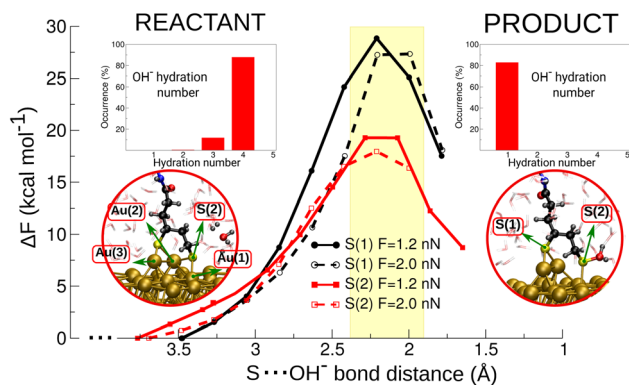 REACTANT
PRODUCT
ΔF (kcal mol⁻¹)
30
25
20
15
10
5
0
100
80
60
40
20
Occurrence (%)
OH⁻ hydration
number
1 2 3 4 5
Hydration number
100
80
60
40
20
Occurrence (%)
OH⁻ hydration
number
1 2 3 4 5
Hydration number
Au(2)
S(2)
Au(3)
Au(1)
S(1)
S(2)
S(1) F=1.2 nN
S(1) F=2.0 nN
S(2) F=1.2 nN
S(2) F=2.0 nN
3.5 3 2.5 2 1.5 1
S···OH⁻ bond distance (Å)